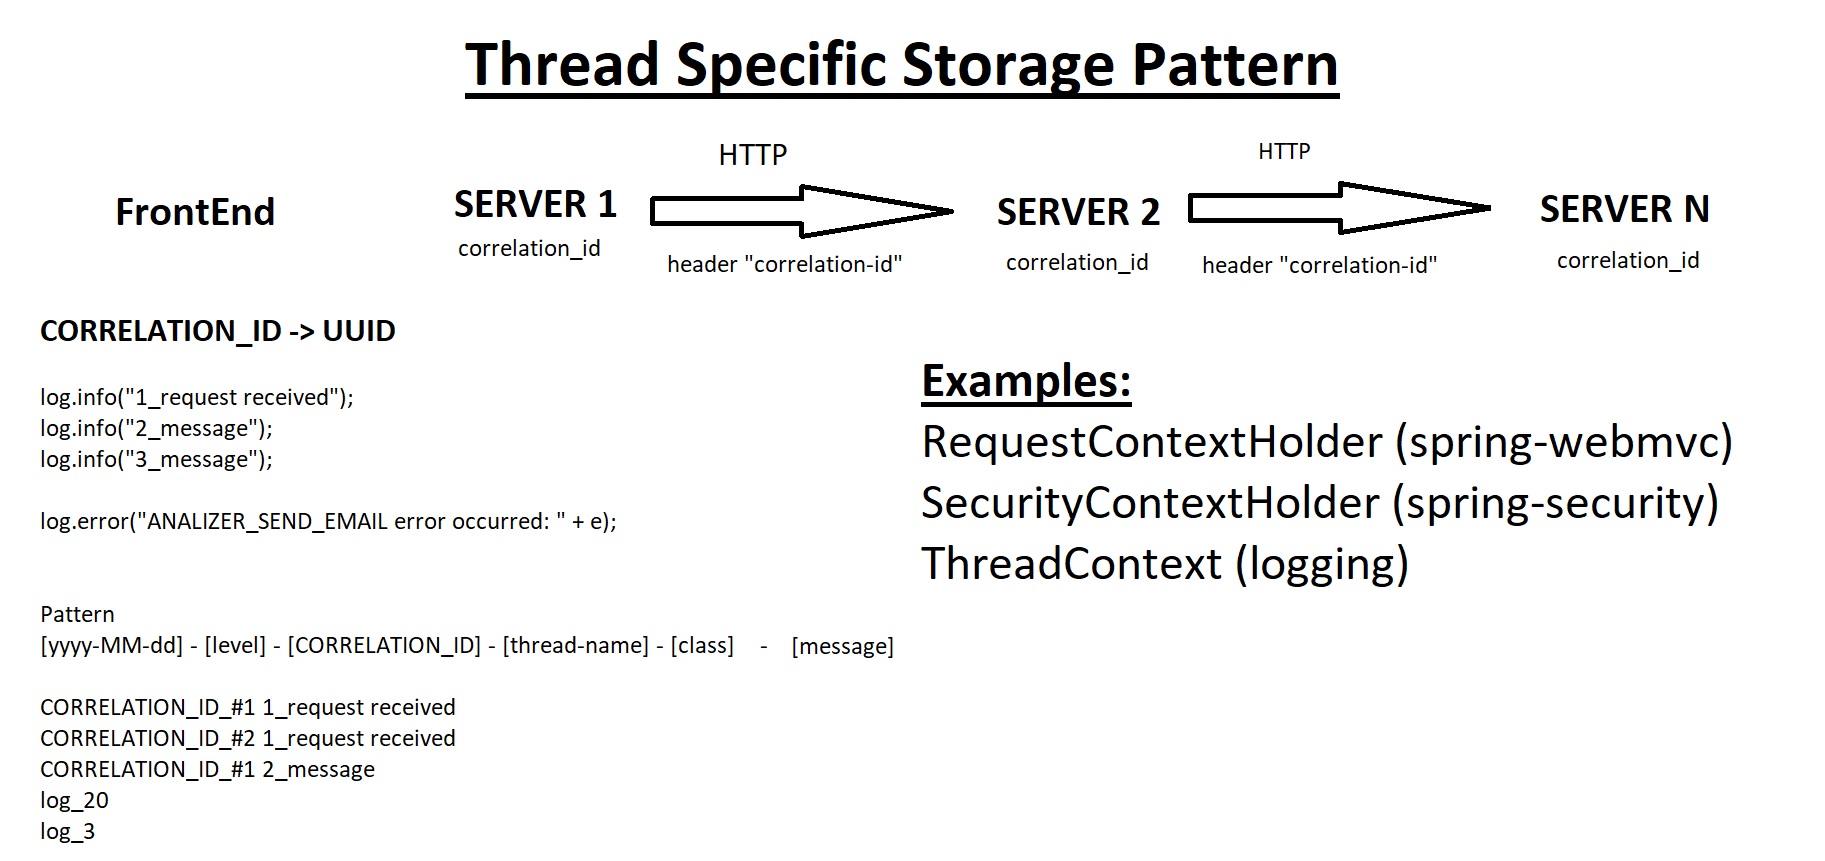 Thread Specific Storage Pattern
HTTP
HTTP
FrontEnd
SERVER 1
SERVER 2
SERVER N
correlation_id
header "correlation-id"
correlation_id
header "correlation-id"
correlation_id
CORRELATION_ID -> UUID
log.info("1_request received");
log.info("2_message");
log.info("3_message");
log.error("ANALIZER_SEND_EMAIL error occurred: " + e);
Pattern
[yyyy-MM-dd] - [level] - [CORRELATION_ID] - [thread-name] - [class] - [message]
CORRELATION_ID_#1 1_request received
CORRELATION_ID_#2 1_request received
CORRELATION_ID_#1 2_message
log_20
log_3
Examples:
RequestContextHolder (spring-webmvc)
SecurityContextHolder (spring-security)
ThreadContext (logging)